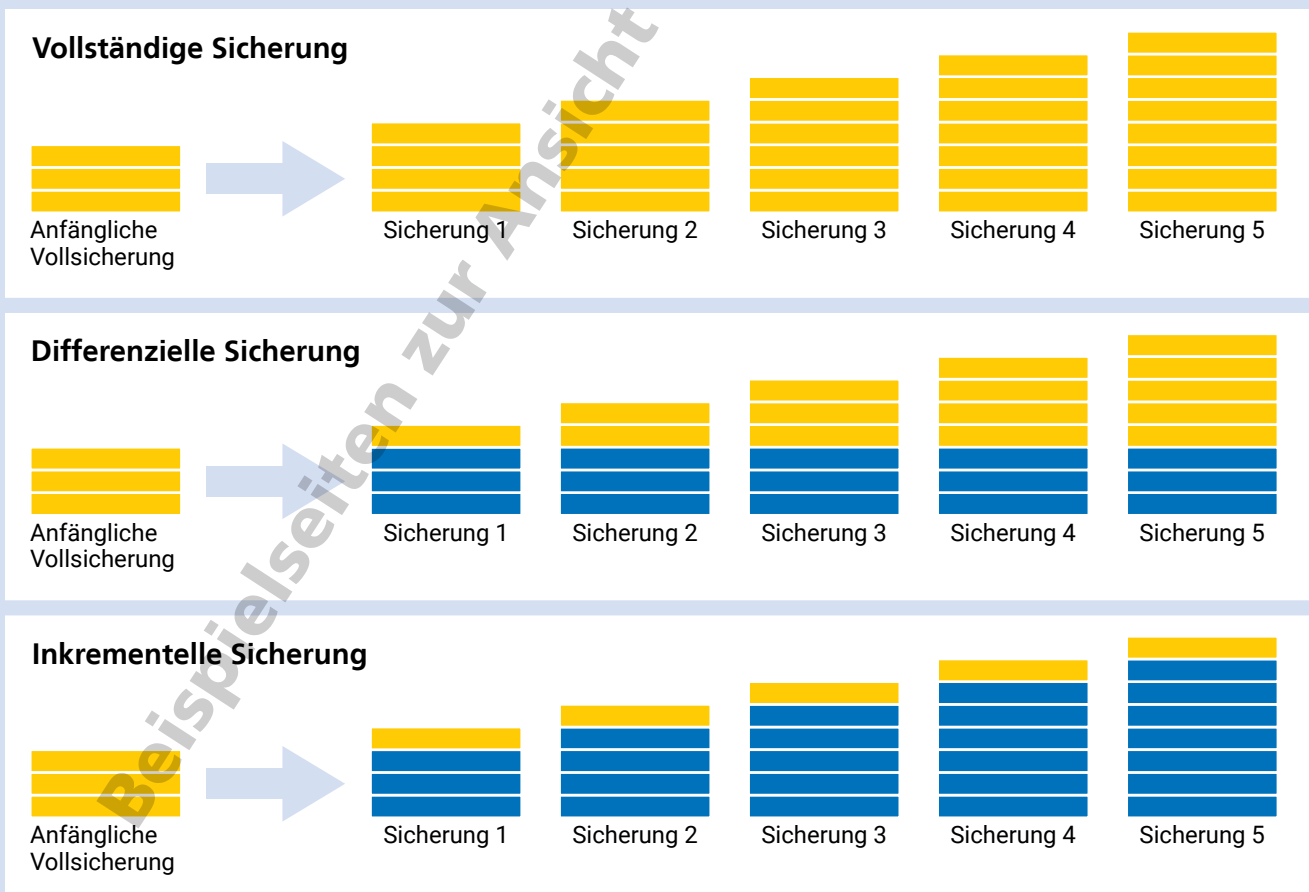 Vollständige Sicherung
Anfängliche
Vollsicherung
Sicherung 1
Sicherung 2
Sicherung 3
Sicherung 4
Sicherung 5
Differenzielle Sicherung
Anfängliche
Vollsicherung
Sicherung 1
Sicherung 2
Sicherung 3
Sicherung 4
Sicherung 5
Inkrementelle Sicherung
Anfängliche
Vollsicherung
Sicherung 1
Sicherung 2
Sicherung 3
Sicherung 4
Sicherung 5
Beispielseiten zur Ansicht